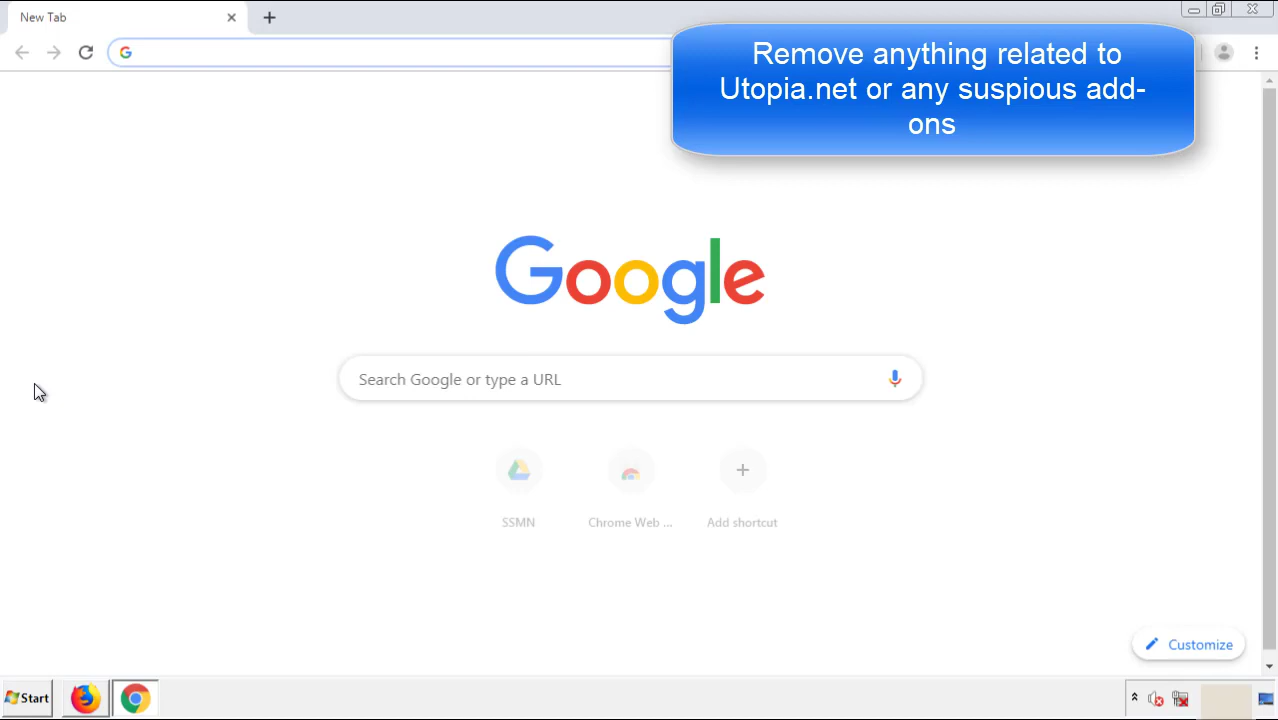 New Tab
Remove anything related to
Utopia.net or any suspious add-
ons
Google
Search Google or type a URL
SSMN
Chrome Web ...
Add shortcut
Customize
Start